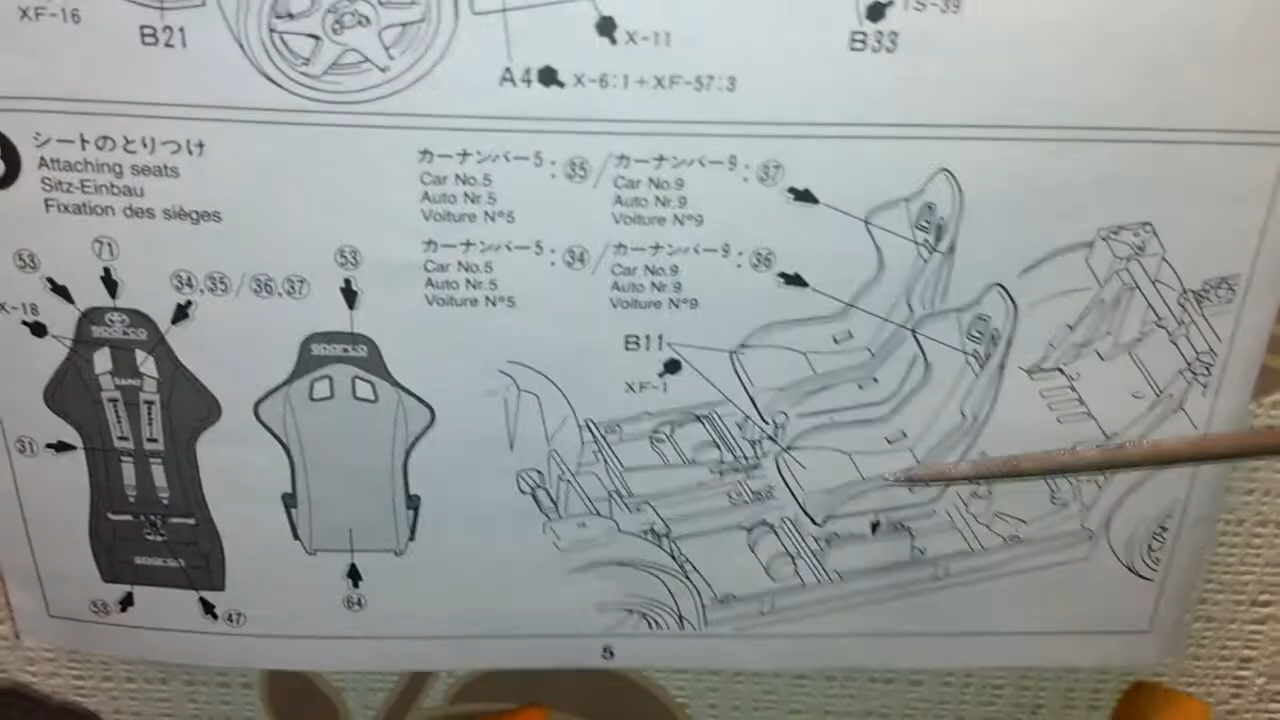 XF-16
B21
X-11
A4
X-6:1+XF-57:3
TS-39
B33
シートのとりつけ
Attaching seats
Sitz-Einbau
Fixation des sièges
カーナンバー5:㉟/カーナンバー9:㊲
Car No.5 Car No.9
Auto Nr.5 Auto Nr.9
Voiture N°5 Voiture N°9
カーナンバー5:㉞/カーナンバー9:㊱
Car No.5 Car No.9
Auto Nr.5 Auto Nr.9
Voiture N°5 Voiture N°9
53
71
34,35/36,37
53
X-18
sparco
sparco
B11
XF-1
31
sparco
53
47
64
5